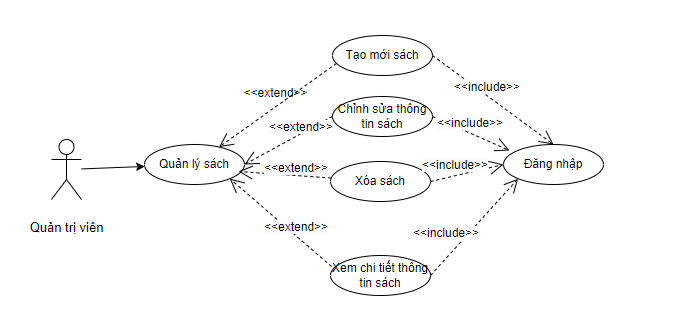 Tạo mới sách
<<extend>>
<<include>>
Chỉnh sửa thông
tin sách
<<extend>>
<<include>>
Quản lý sách
Đăng nhập
<<extend>>
<<include>>
Xóa sách
Quản trị viên
<<extend>>
<<include>>
Xem chi tiết thông
tin sách